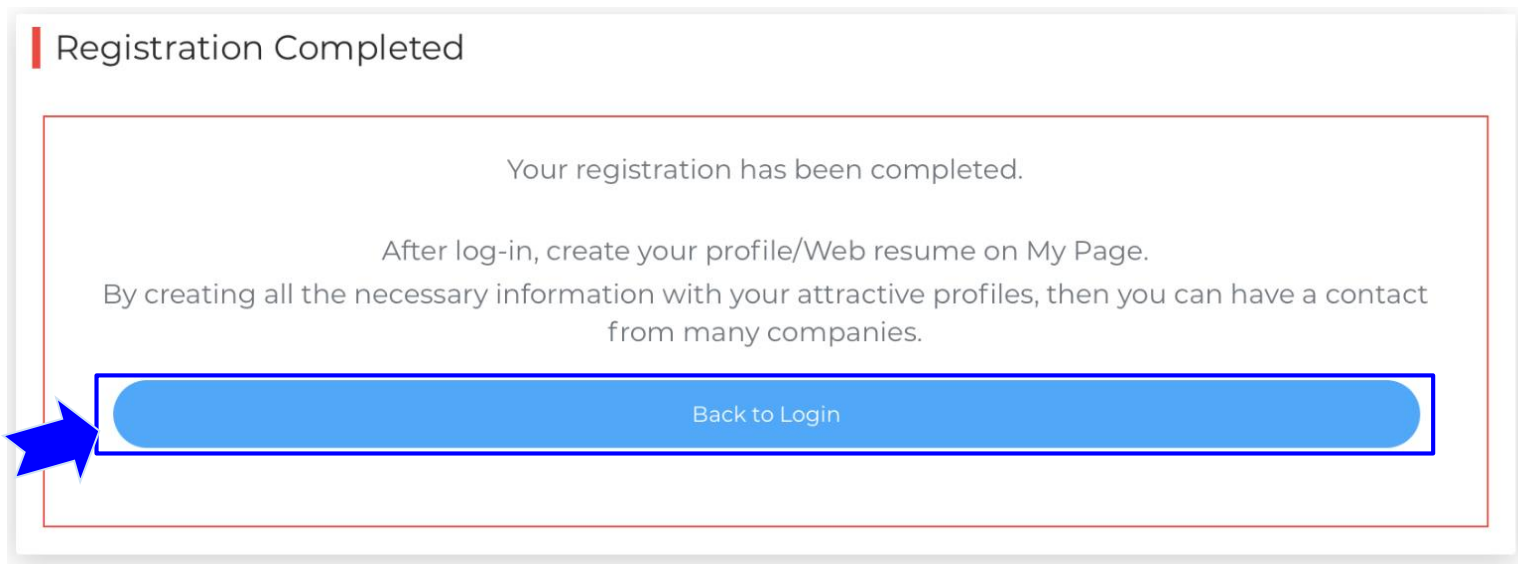 Registration Completed
Your registration has been completed.
After log-in, create your profile/Web resume on My Page.
By creating all the necessary information with your attractive profiles, then you can have a contact
from many companies.
Back to Login